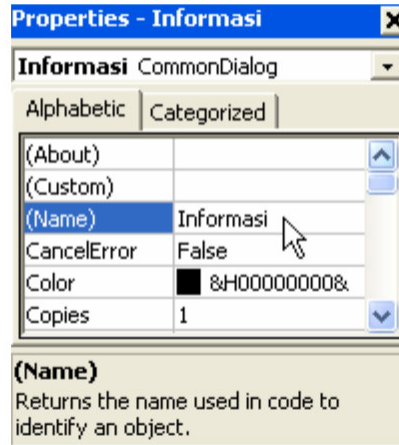 Properties - Informasi
Informasi CommonDialog
Alphabetic Categorized
(About)
(Custom)
(Name) Informasi
CancelError False
Color &H00000008&
Copies 1
(Name)
Returns the name used in code to
identify an object.